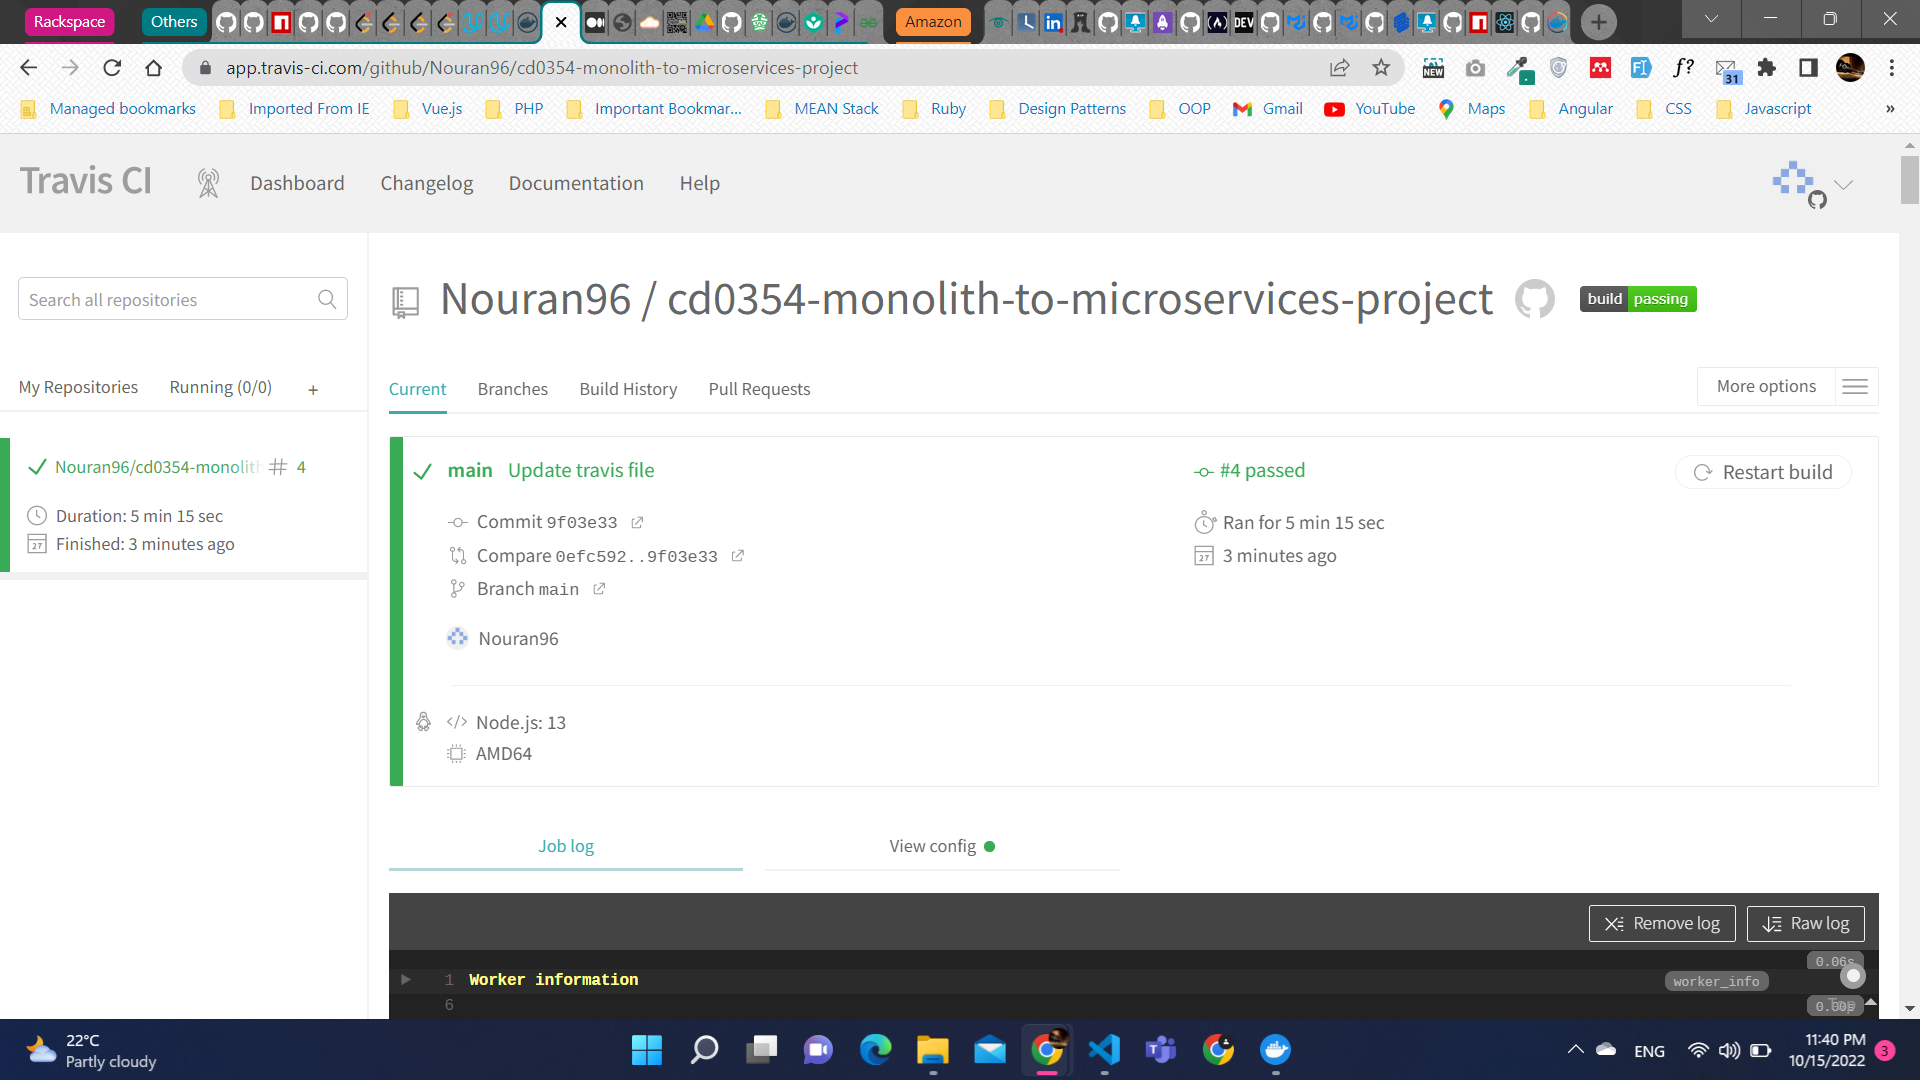 Rackspace
Others
Amazon
app.travis-ci.com/github/Nouran96/cd0354-monolith-to-microservices-project
NEW
31
Managed bookmarks
Imported From IE
Vue.js
PHP
Important Bookmar...
MEAN Stack
Ruby
Design Patterns
OOP
Gmail
YouTube
Maps
Angular
CSS
Javascript
»
Travis CI
Dashboard
Changelog
Documentation
Help
Search all repositories
Nouran96 / cd0354-monolith-to-microservices-project
build passing
My Repositories
Running (0/0)
+
Current
Branches
Build History
Pull Requests
More options
Nouran96/cd0354-monolith
# 4
Duration: 5 min 15 sec
Finished: 3 minutes ago
main Update travis file
#4 passed
Restart build
Commit 9f03e33
Ran for 5 min 15 sec
Compare 0efc592..9f03e33
3 minutes ago
Branch main
Nouran96
Node.js: 13
AMD64
Job log
View config
Remove log
Raw log
0.06s
1 Worker information
worker_info
6
0.00s
Top
22°C
Partly cloudy
ENG
11:40 PM
10/15/2022
3